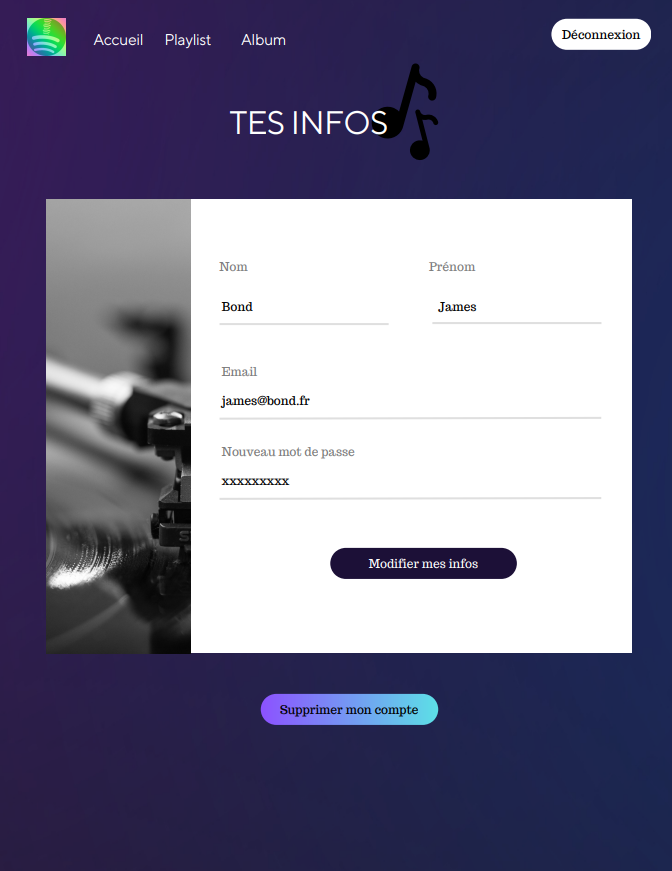 Accueil Playlist Album Déconnexion
TES INFOS
Nom Prénom
Bond James
Email
james@bond.fr
Nouveau mot de passe
xxxxxxxxx
Modifier mes infos
Supprimer mon compte